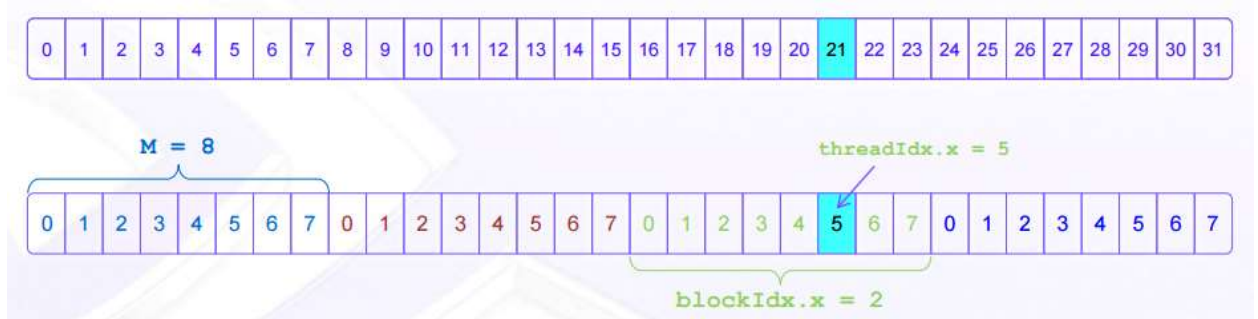 0 1 2 3 4 5 6 7 8 9 10 11 12 13 14 15 16 17 18 19 20 21 22 23 24 25 26 27 28 29 30 31
M = 8
threadIdx.x = 5
0 1 2 3 4 5 6 7 0 1 2 3 4 5 6 7 0 1 2 3 4 5 6 7 0 1 2 3 4 5 6 7
blockIdx.x = 2